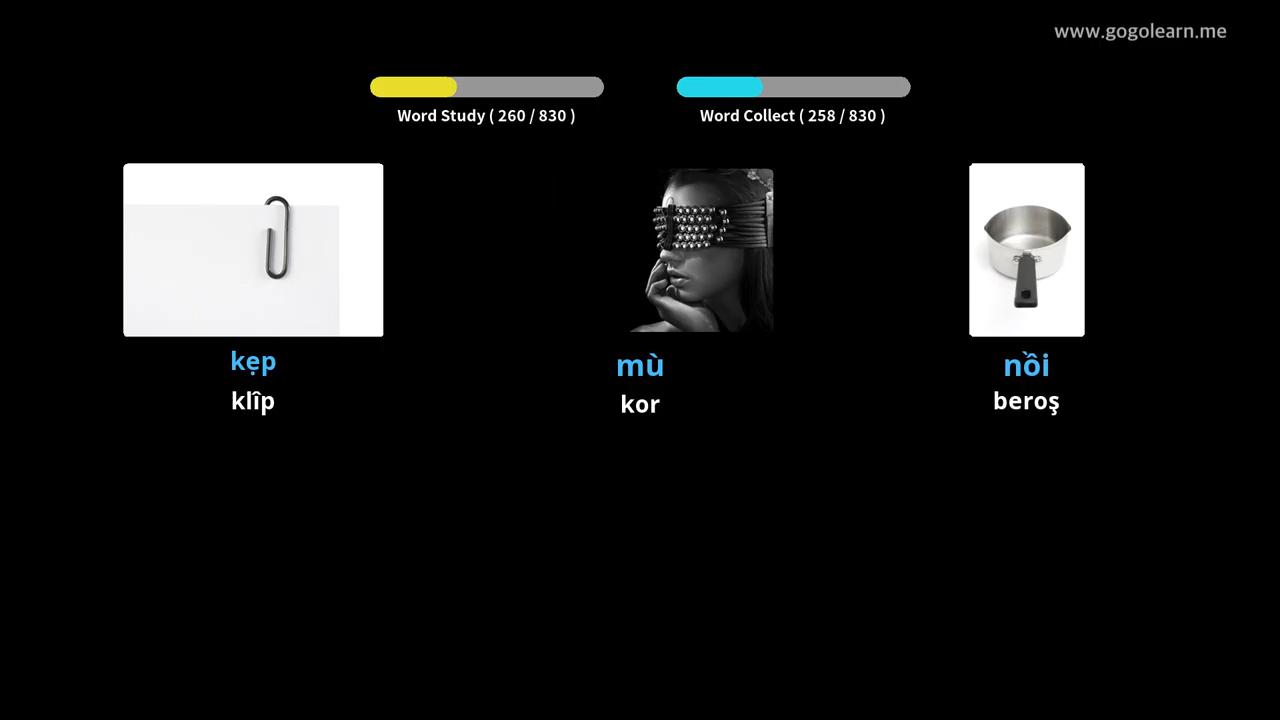 www.gogolearn.me
Word Study ( 260 / 830 )
Word Collect ( 258 / 830 )
kẹp
klîp
mù
kor
nồi
beroş